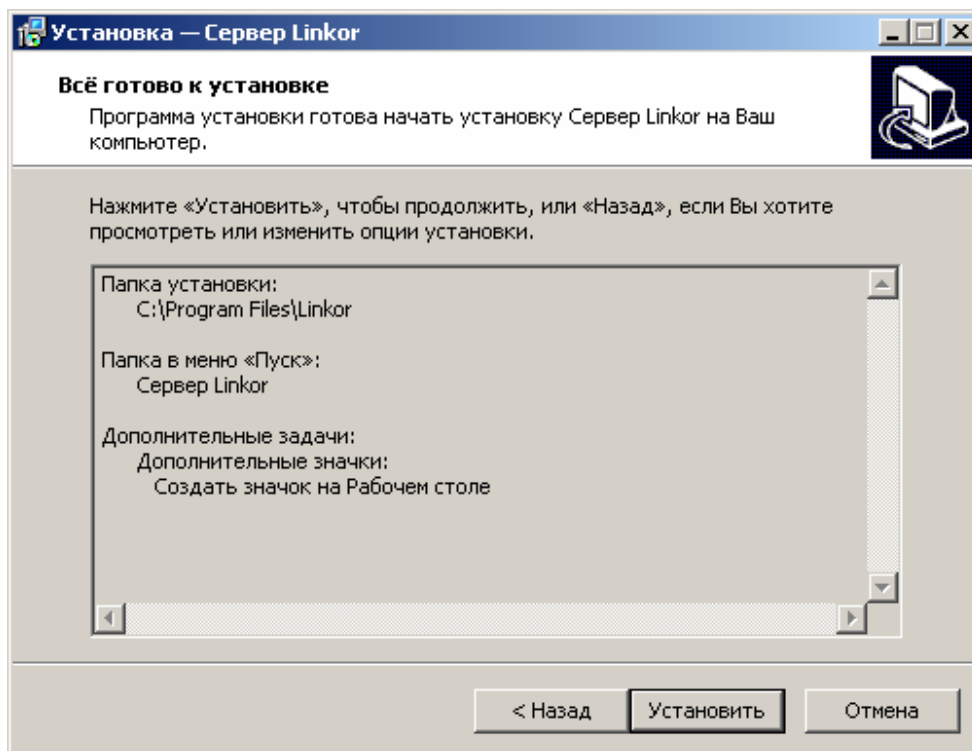 Установка — Сервер Linkor
Всё готово к установке
Программа установки готова начать установку Сервер Linkor на Ваш
компьютер.
Нажмите «Установить», чтобы продолжить, или «Назад», если Вы хотите
просмотреть или изменить опции установки.
Папка установки:
C:\Program Files\Linkor
Папка в меню «Пуск»:
Сервер Linkor
Дополнительные задачи:
Дополнительные значки:
Создать значок на Рабочем столе
< Назад
Установить
Отмена